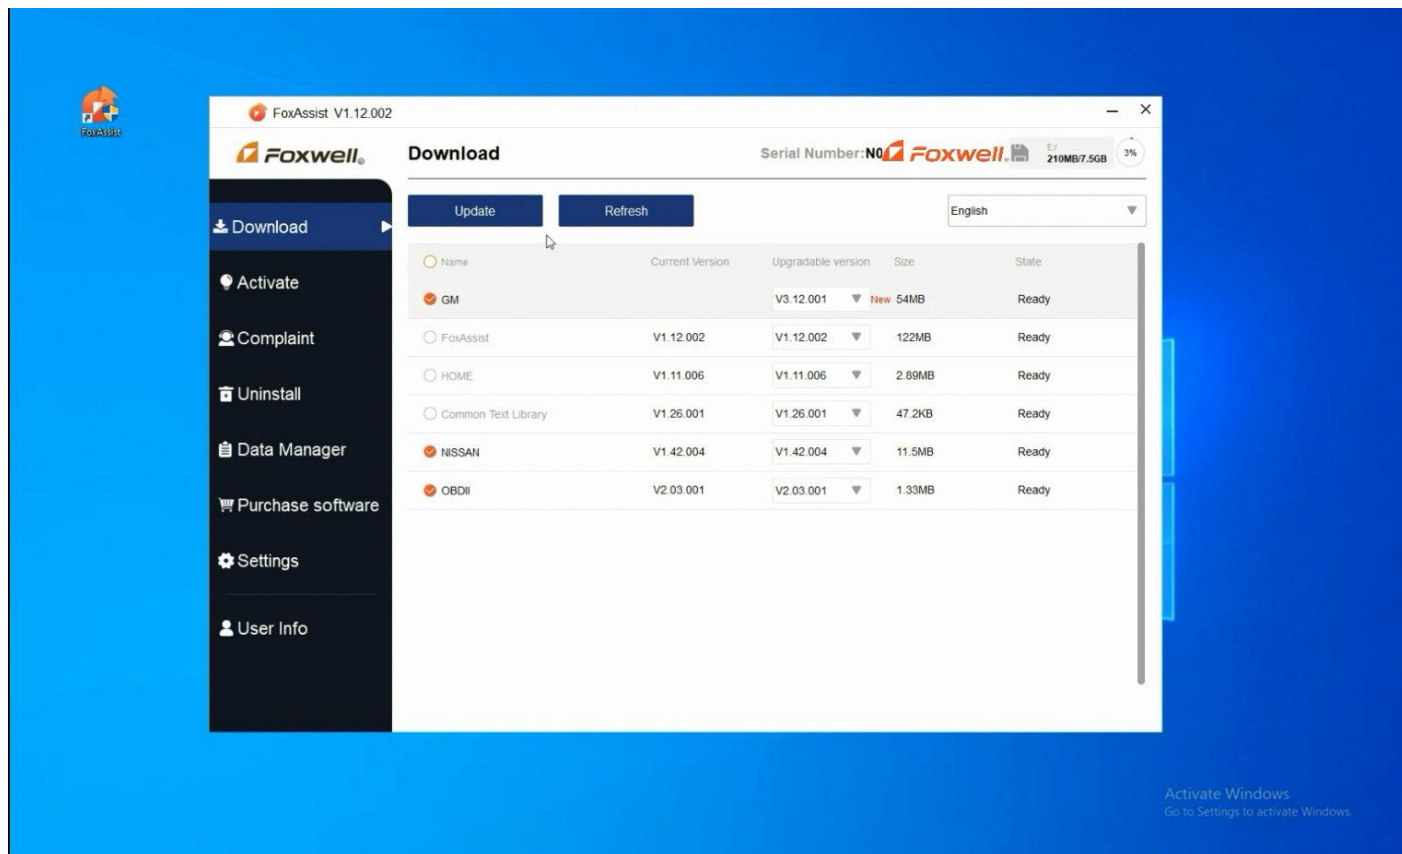 FoxAssist
FoxAssist V1.12.002
FOXWELL®
Download
Serial Number:N0
FOXWELL®
E:/
210MB/7.5GB
3%
Download
Activate
Complaint
Uninstall
Data Manager
Purchase software
Settings
User Info
Update Refresh English
Name Current Version Upgradable version Size State
GM V3.12.001 New 54MB Ready
FoxAssist V1.12.002 V1.12.002 122MB Ready
HOME V1.11.006 V1.11.006 2.89MB Ready
Common Text Library V1.26.001 V1.26.001 47.2KB Ready
NISSAN V1.42.004 V1.42.004 11.5MB Ready
OBDII V2.03.001 V2.03.001 1.33MB Ready
Activate Windows
Go to Settings to activate Windows.